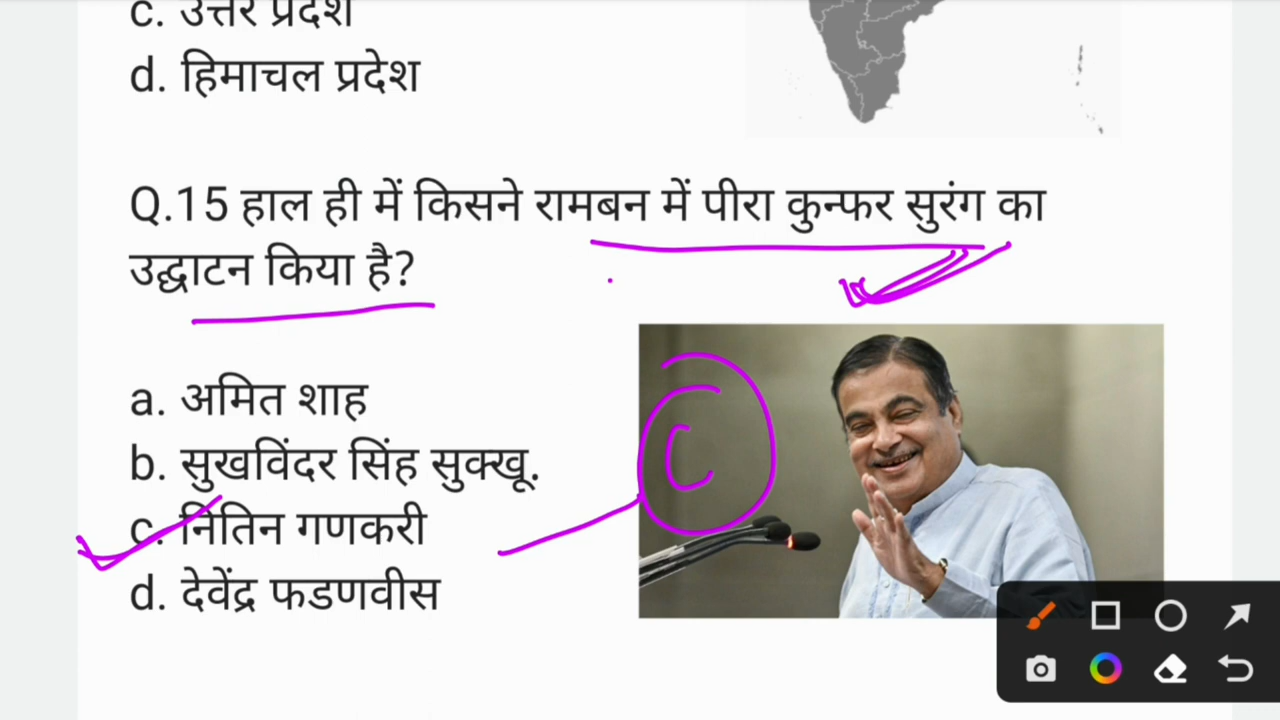 c. उत्तर प्रदेश
d. हिमाचल प्रदेश
Q.15 हाल ही में किसने रामबन में पीरा कुन्फर सुरंग का
उद्घाटन किया है?
a. अमित शाह
b. सुखविंदर सिंह सुक्खू.
c. नितिन गणकरी
d. देवेंद्र फडणवीस
C